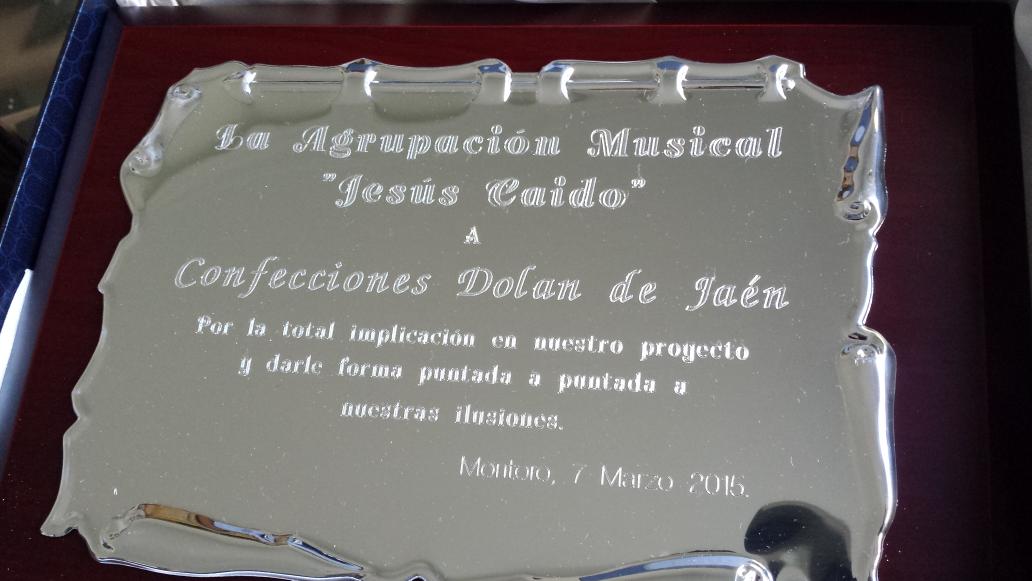 La Agrupación Musical
"Jesús Caido"
A
Confecciones Dolan de Jaén
Por la total implicación en nuestro proyecto
y darle forma puntada a puntada a
nuestras ilusiones.
Montoro, 7 Marzo 2015.